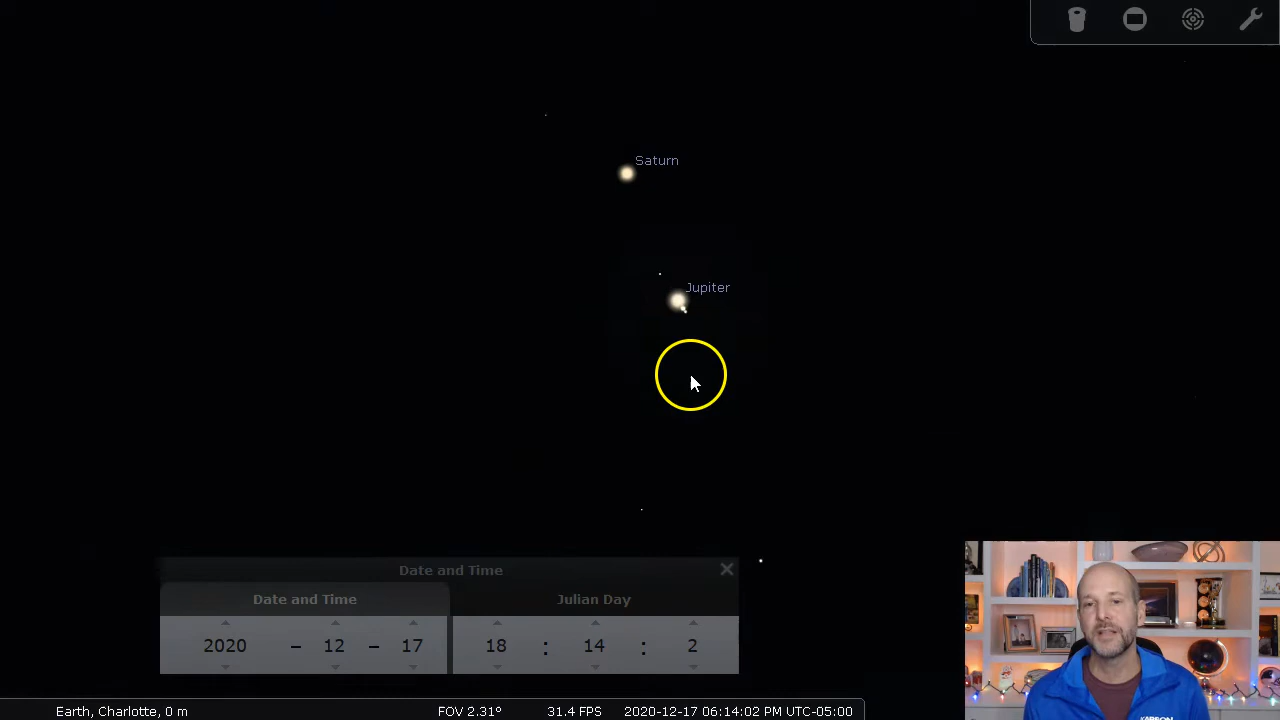 Saturn
Jupiter
Date and Time
Date and Time
Julian Day
2020 – 12 – 17
18 : 14 : 2
Earth, Charlotte, 0 m
FOV 2.31°
31.4 FPS
2020-12-17 06:14:02 PM UTC-05:00